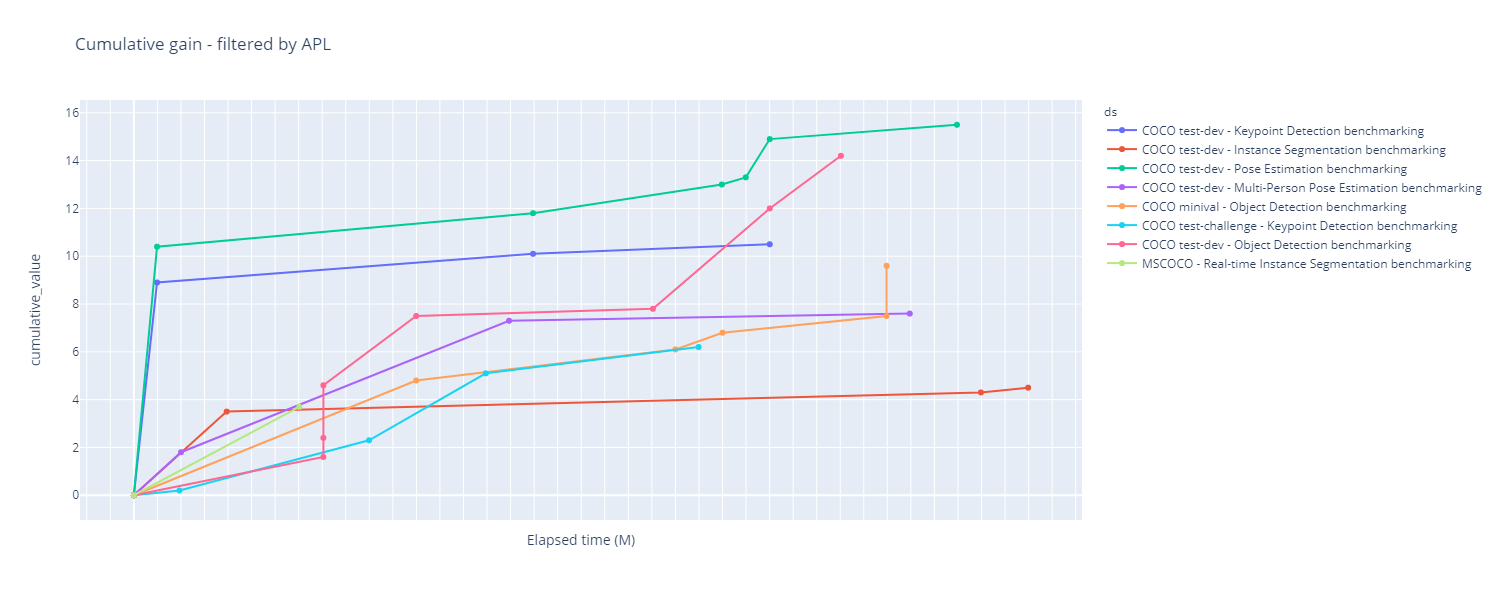 Cumulative gain - filtered by APL
16
14
12
10
8
6
4
2
0
cumulative_value
Elapsed time (M)
ds
COCO test-dev - Keypoint Detection benchmarking
COCO test-dev - Instance Segmentation benchmarking
COCO test-dev - Pose Estimation benchmarking
COCO test-dev - Multi-Person Pose Estimation benchmarking
COCO minival - Object Detection benchmarking
COCO test-challenge - Keypoint Detection benchmarking
COCO test-dev - Object Detection benchmarking
MSCOCO - Real-time Instance Segmentation benchmarking